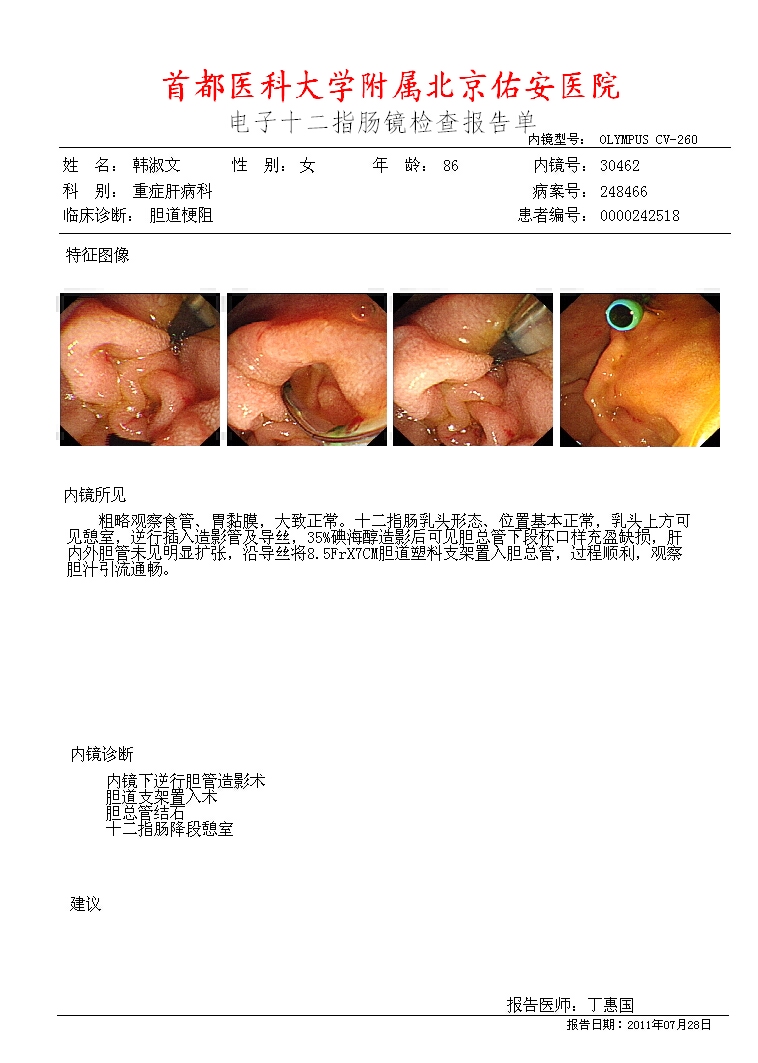 首都医科大学附属北京佑安医院
电子十二指肠镜检查报告单
内镜型号： OLYMPUS CV-260
姓 名： 韩淑文 性 别： 女 年 龄： 86 内镜号： 30462
科 别： 重症肝病科 病案号： 248466
临床诊断： 胆道梗阻 患者编号： 0000242518
特征图像
内镜所见
粗略观察食管、胃黏膜，大致正常。十二指肠乳头形态、位置基本正常，乳头上方可
见憩室，逆行插入造影管及导丝，35%碘海醇造影后可见胆总管下段杯口样充盈缺损，肝
内外胆管未见明显扩张，沿导丝将8.5FrX7CM胆道塑料支架置入胆总管，过程顺利，观察
胆汁引流通畅。
内镜诊断
内镜下逆行胆管造影术
胆道支架置入术
胆总管结石
十二指肠降段憩室
建议
报告医师： 丁惠国
报告日期：2011年07月28日